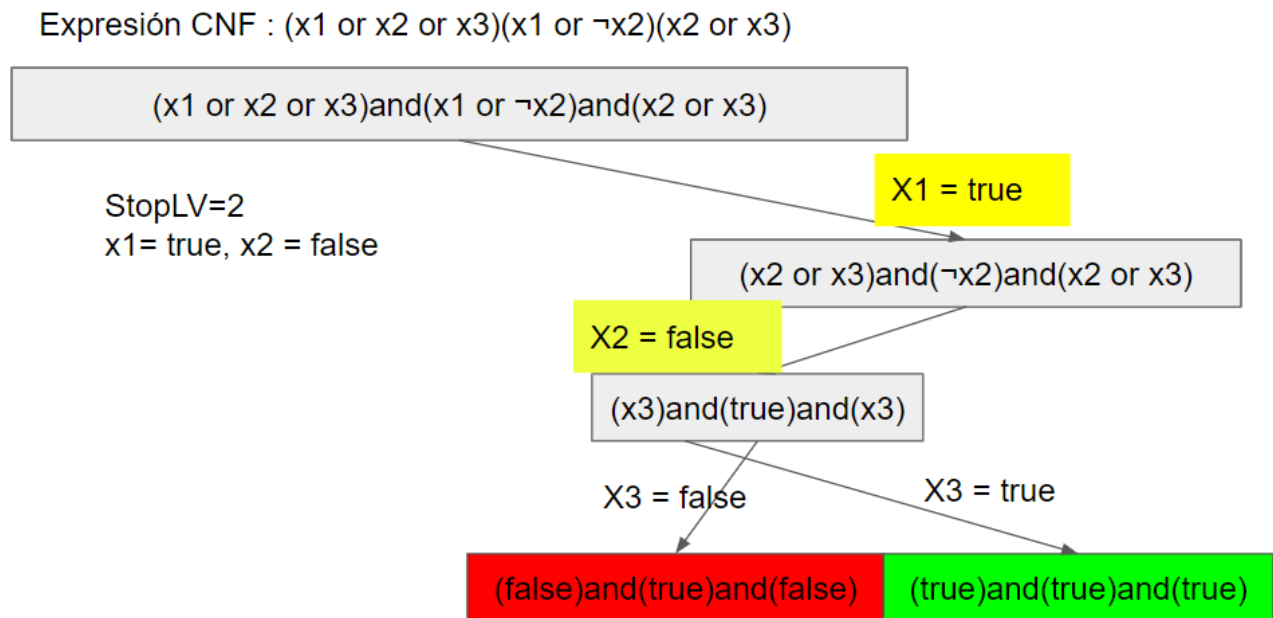 Expresión CNF : (x1 or x2 or x3)(x1 or ¬x2)(x2 or x3)
(x1 or x2 or x3)and(x1 or ¬x2)and(x2 or x3)
X1 = true
StopLV=2
x1= true, x2 = false
(x2 or x3)and(¬x2)and(x2 or x3)
X2 = false
(x3)and(true)and(x3)
X3 = false
X3 = true
(false)and(true)and(false)
(true)and(true)and(true)